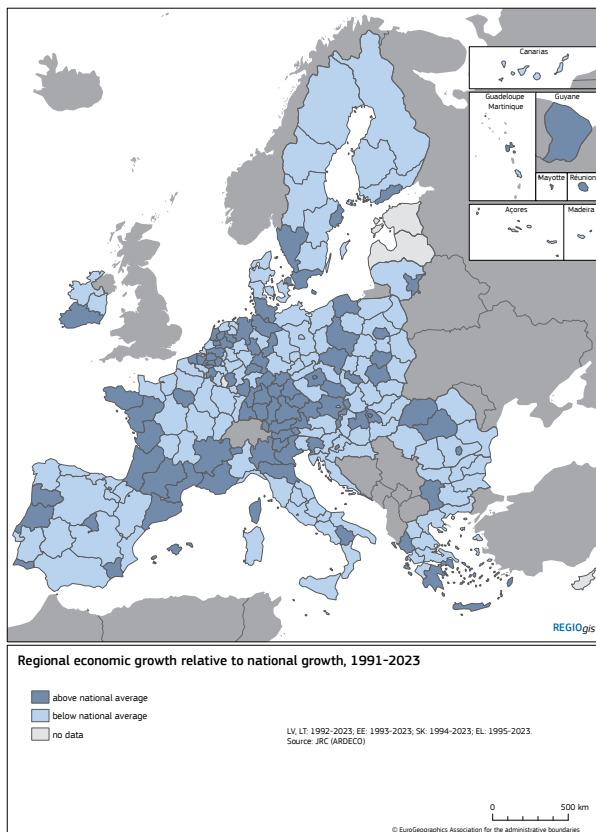 Canarias
Guadeloupe
Martinique
Guyane
Mayotte
Réunion
Açores
Madeira
REGIOgis
Regional economic growth relative to national growth, 1991-2023
above national average
below national average
no data
LV, LT: 1992-2023; EE: 1993-2023; SK: 1994-2023; EL: 1995-2023.
Source: JRC (ARDECO)
0 500 km
© EuroGeographics Association for the administrative boundaries